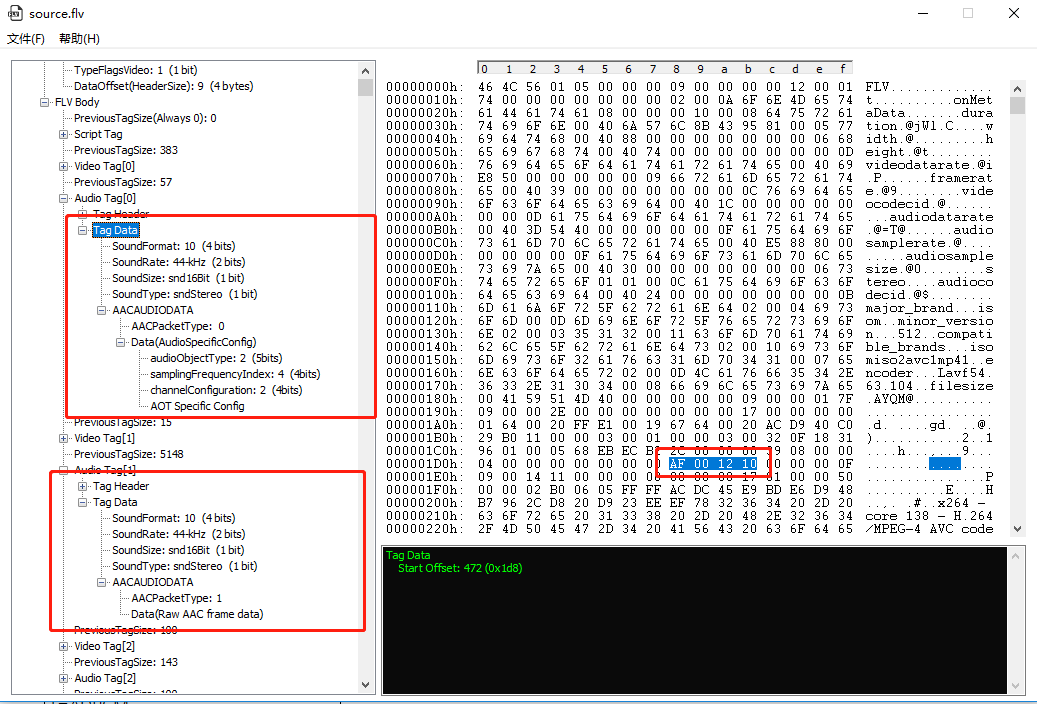 source.flv
文件(F) 帮助(H)
TypeFlagsVideo: 1 (1 bit)
DataOffset(HeaderSize): 9 (4 bytes)
FLV Body
PreviousTagSize(Always 0): 0
Script Tag
PreviousTagSize: 383
Video Tag[0]
PreviousTagSize: 57
Audio Tag[0]
Tag Header
Tag Data
SoundFormat: 10 (4 bits)
SoundRate: 44-kHz (2 bits)
SoundSize: snd16Bit (1 bit)
SoundType: sndStereo (1 bit)
AACAUDIODATA
AACPacketType: 0
Data(AudioSpecificConfig)
audioObjectType: 2 (5bits)
samplingFrequencyIndex: 4 (4bits)
channelConfiguration: 2 (4bits)
AOT Specific Config
PreviousTagSize: 15
Video Tag[1]
PreviousTagSize: 5148
Audio Tag[1]
Tag Header
Tag Data
SoundFormat: 10 (4 bits)
SoundRate: 44-kHz (2 bits)
SoundSize: snd16Bit (1 bit)
SoundType: sndStereo (1 bit)
AACAUDIODATA
AACPacketType: 1
Data(Raw AAC frame data)
PreviousTagSize: 190
Video Tag[2]
PreviousTagSize: 143
Audio Tag[2]
0 1 2 3 4 5 6 7 8 9 a b c d e f
00000000h: 46 4C 56 01 05 00 00 00 09 00 00 00 00 12 00 01 FLV.............
00000010h: 74 00 00 00 00 00 00 00 02 00 0A 6F 6E 4D 65 74 t..........onMet
00000020h: 61 44 61 74 61 08 00 00 00 10 00 08 64 75 72 61 aData.......dura
00000030h: 74 69 6F 6E 00 40 6A 57 6C 8B 43 95 81 00 05 77 tion.@jWl.C....w
00000040h: 69 64 74 68 00 40 88 00 00 00 00 00 00 00 06 68 idth.@.........h
00000050h: 65 69 67 68 74 00 40 74 00 00 00 00 00 00 00 0D eight.@t........
00000060h: 76 69 64 65 6F 64 61 74 61 72 61 74 65 00 40 69 videodatarate.@i
00000070h: E8 50 00 00 00 00 00 09 66 72 61 6D 65 72 61 74 .P......framerat
00000080h: 65 00 40 39 00 00 00 00 00 00 00 0C 76 69 64 65 e.@9........vide
00000090h: 6F 63 6F 64 65 63 69 64 00 40 1C 00 00 00 00 00 ocodecid.@......
000000A0h: 00 00 0D 61 75 64 69 6F 64 61 74 61 72 61 74 65 ...audiodatarate
000000B0h: 00 40 3D 54 40 00 00 00 00 00 0F 61 75 64 69 6F .@=T@......audio
000000C0h: 73 61 6D 70 6C 65 72 61 74 65 00 40 E5 88 80 00 samplerate.@....
000000D0h: 00 00 00 00 0F 61 75 64 69 6F 73 61 6D 70 6C 65 .....audiosample
000000E0h: 73 69 7A 65 00 40 30 00 00 00 00 00 00 00 06 73 size.@0........s
000000F0h: 74 65 72 65 6F 01 01 00 0C 61 75 64 69 6F 63 6F tereo....audioco
00000100h: 64 65 63 69 64 00 40 24 00 00 00 00 00 00 00 0B decid.@$........
00000110h: 6D 61 6A 6F 72 5F 62 72 61 6E 64 02 00 04 69 73 major_brand...is
00000120h: 6F 6D 00 0D 6D 69 6E 6F 72 5F 76 65 72 73 69 6F om..minor_versio
00000130h: 6E 02 00 03 35 31 32 00 11 63 6F 6D 70 61 74 69 n...512..compati
00000140h: 62 6C 65 5F 62 72 61 6E 64 73 02 00 10 69 73 6F ble_brands...iso
00000150h: 6D 69 73 6F 32 61 76 63 31 6D 70 34 31 00 07 65 miso2avc1mp41..e
00000160h: 6E 63 6F 64 65 72 02 00 0D 4C 61 76 66 35 34 2E ncoder...Lavf54.
00000170h: 36 33 2E 31 30 34 00 08 66 69 6C 65 73 69 7A 65 63.104..filesize
00000180h: 00 41 59 51 4D 40 00 00 00 00 00 09 00 00 01 7F .AYQM@..........
00000190h: 09 00 00 2E 00 00 00 00 00 00 00 17 00 00 00 00 ................
000001A0h: 01 64 00 20 FF E1 00 19 67 64 00 20 AC D9 40 C0 .d. ....gd. ..@.
000001B0h: 29 B0 11 00 00 03 00 01 00 00 03 00 32 0F 18 31 )...........2..1
000001C0h: 96 01 00 05 68 EB EC 2C 00 00 00 08 00 00 ....h..,...9....
000001D0h: 04 00 00 00 00 00 00 00 AF 00 12 10 00 00 00 0F
000001E0h: 09 00 14 11 00 00 00 00 00 00 00 17 01 00 00 50 ...............P
000001F0h: 00 00 02 B0 06 05 FF FF AC DC 45 E9 BD E6 D9 48 ..........E....H
00000200h: B7 96 2C D8 20 D9 23 EE EF 78 32 36 34 20 2D 20 ..,. .#..x264 -
00000210h: 63 6F 72 65 20 31 33 38 20 2D 20 48 2E 32 36 34 core 138 - H.264
00000220h: 2F 4D 50 45 47 2D 34 20 41 56 43 20 63 6F 64 65 /MPEG-4 AVC code
Tag Data
Start Offset: 472 (0x1d8)